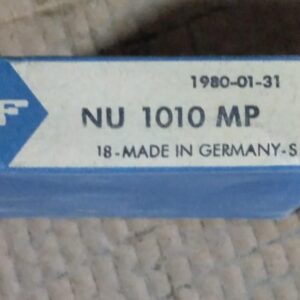 1980-01-31
F
NU 1010 MP
18-MADE IN GERMANY-S